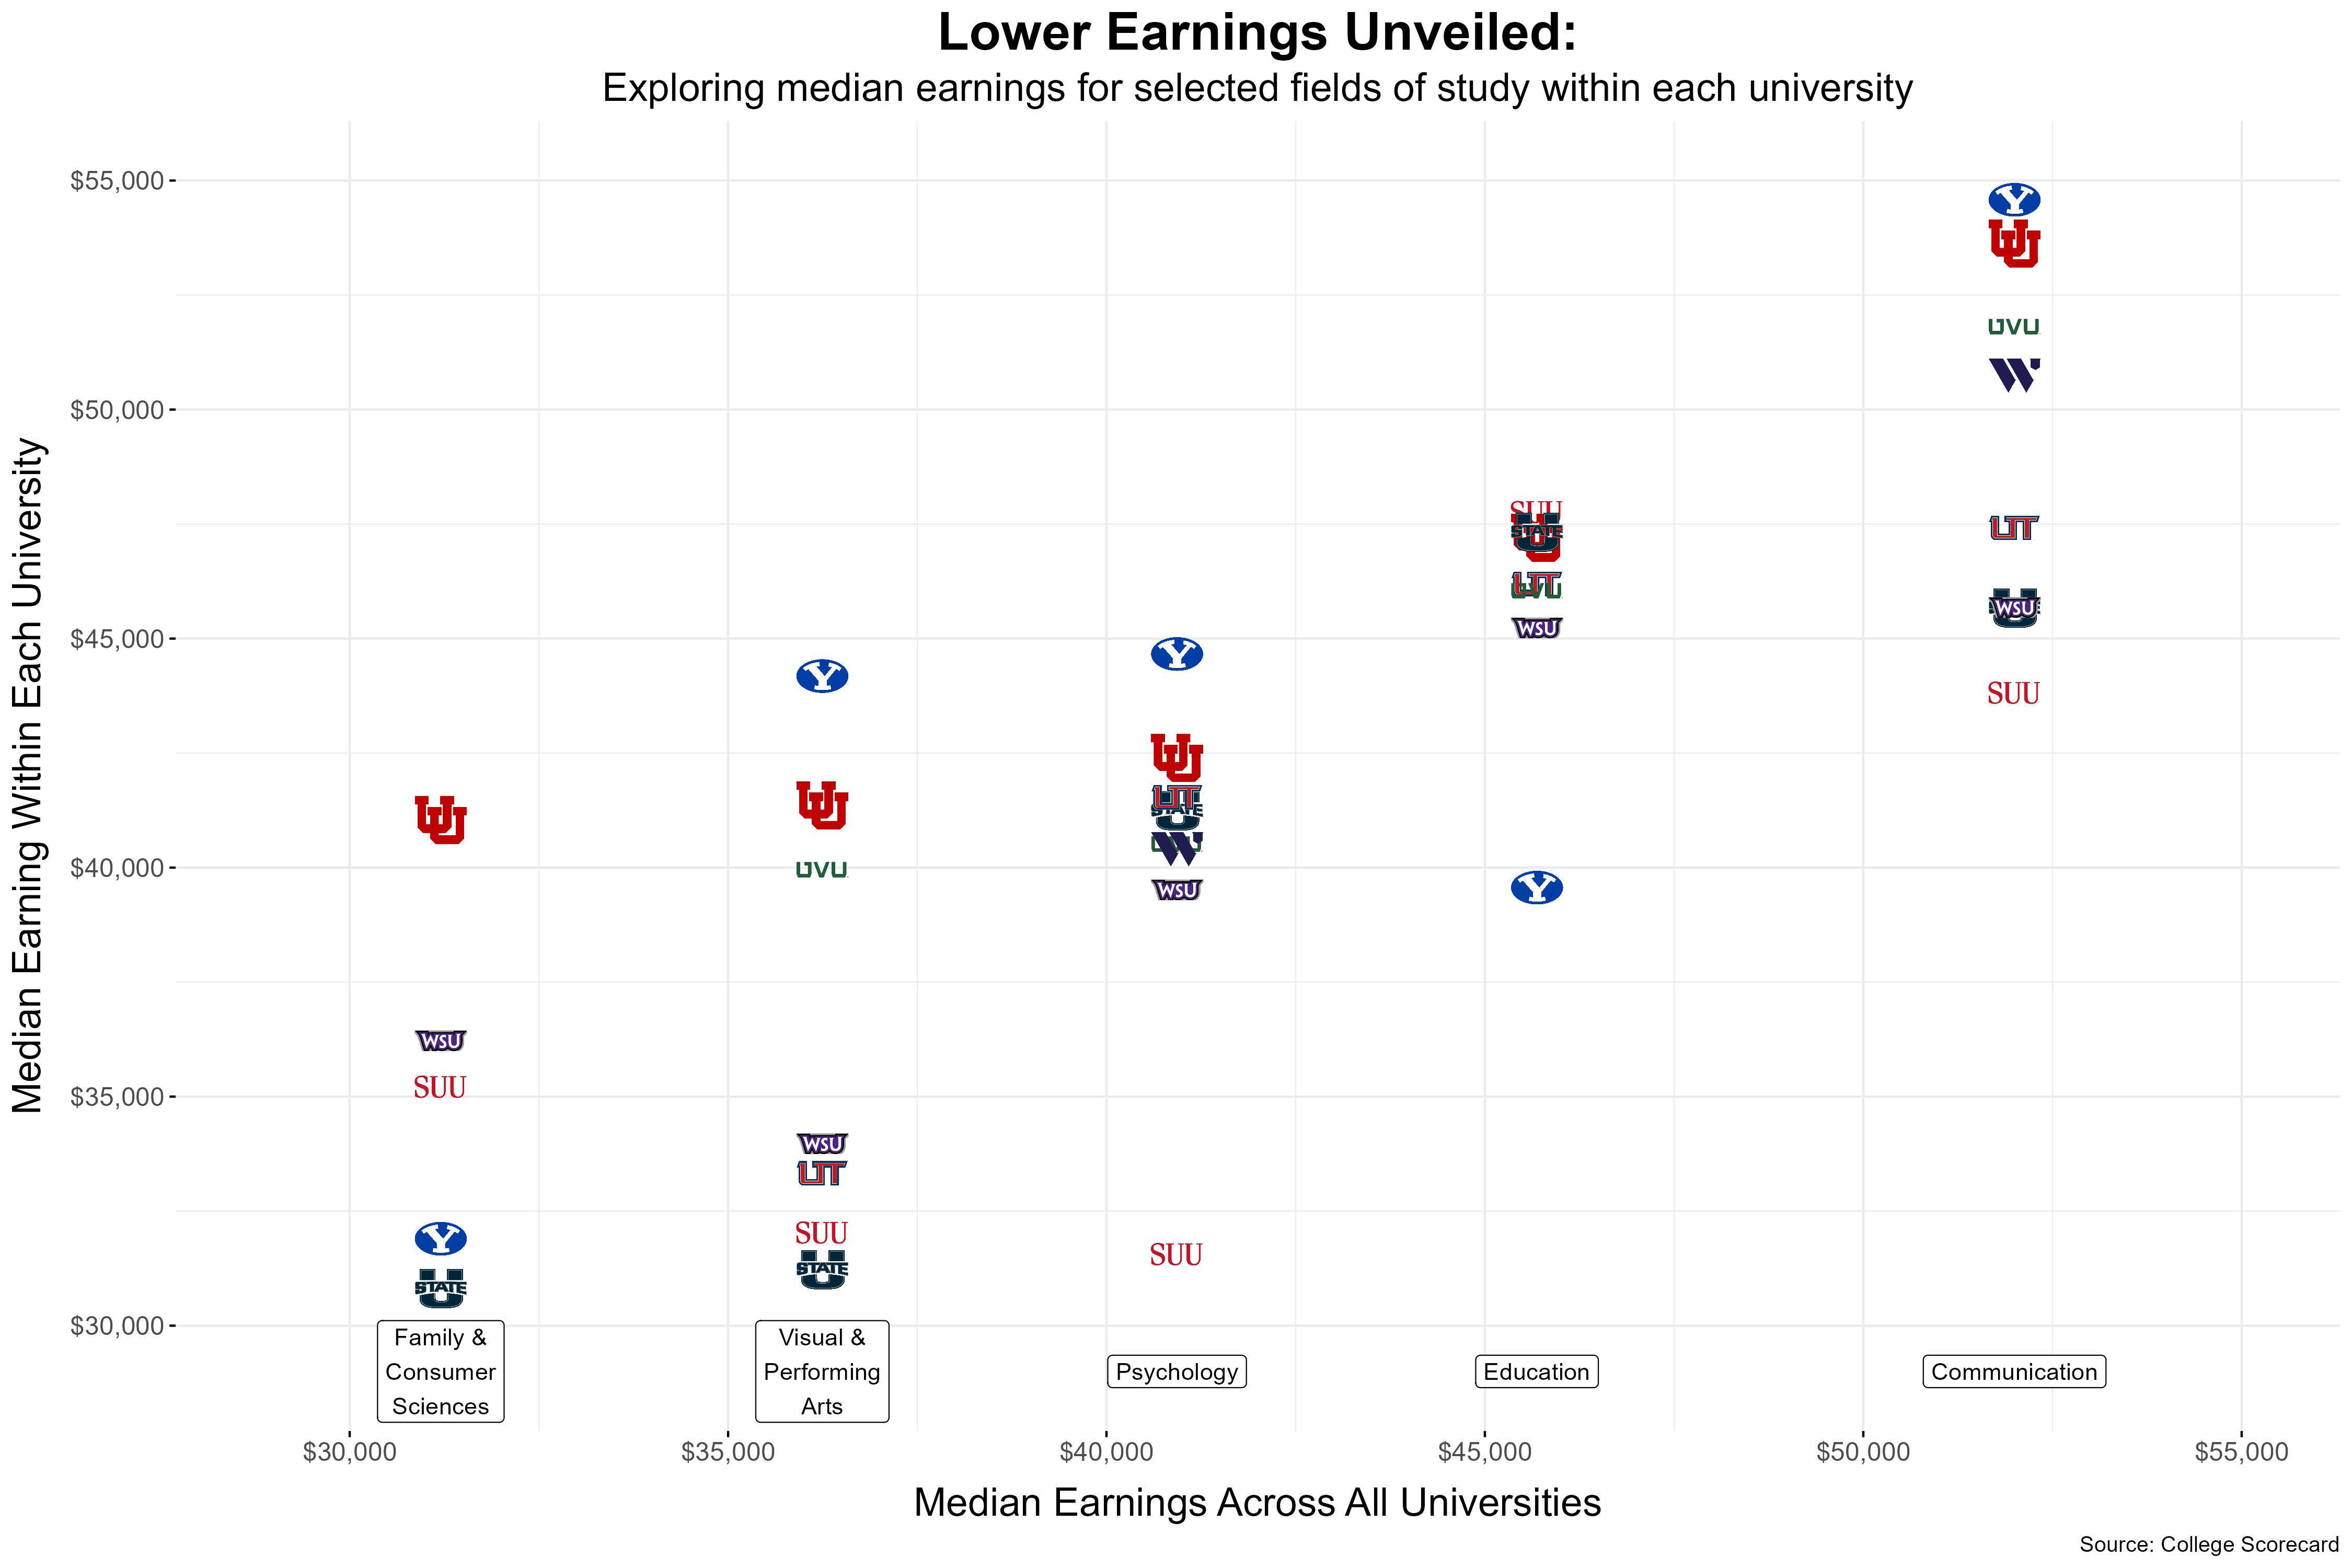 Lower Earnings Unveiled:
Exploring median earnings for selected fields of study within each university
Median Earning Within Each University
$55,000
$50,000
$45,000
$40,000
$35,000
$30,000
Y
UVU
W
SUU
STATE
UT
UVU
WSU
UT
WSU
Y
SUU
Y
Y
UT
STATE
W
WSU
UVU
Y
WSU
SUU
WSU
UT
Y
SUU
SUU
STATE
STATE
Family &
Consumer
Sciences
Visual &
Performing
Arts
Psychology
Education
Communication
$30,000
$35,000
$40,000
$45,000
$50,000
$55,000
Median Earnings Across All Universities
Source: College Scorecard